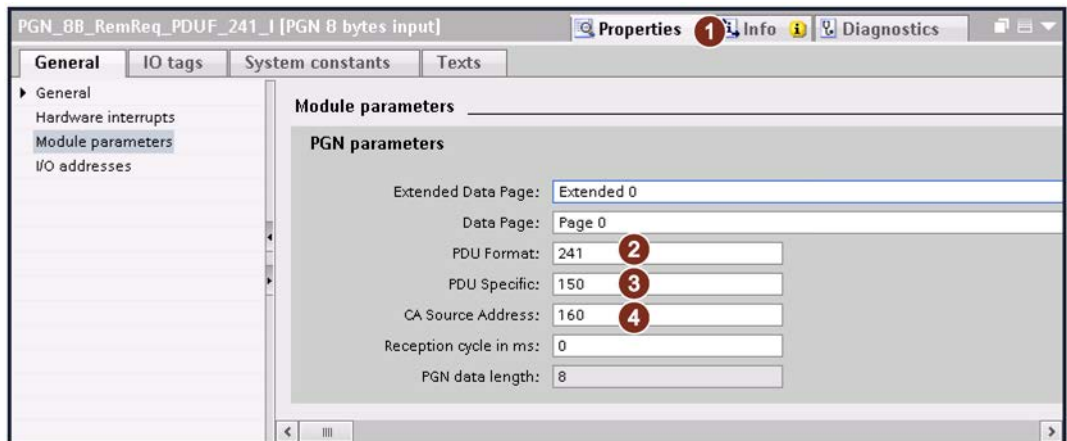 PGN_8B_RemReq_PDUF_241_I [PGN 8 bytes input]
Properties
1
Info
Diagnostics
General
IO tags
System constants
Texts
General
Hardware interrupts
Module parameters
I/O addresses
Module parameters
PGN parameters
Extended Data Page: Extended 0
Data Page: Page 0
PDU Format: 241 2
PDU Specific: 150 3
CA Source Address: 160 4
Reception cycle in ms: 0
PGN data length: 8